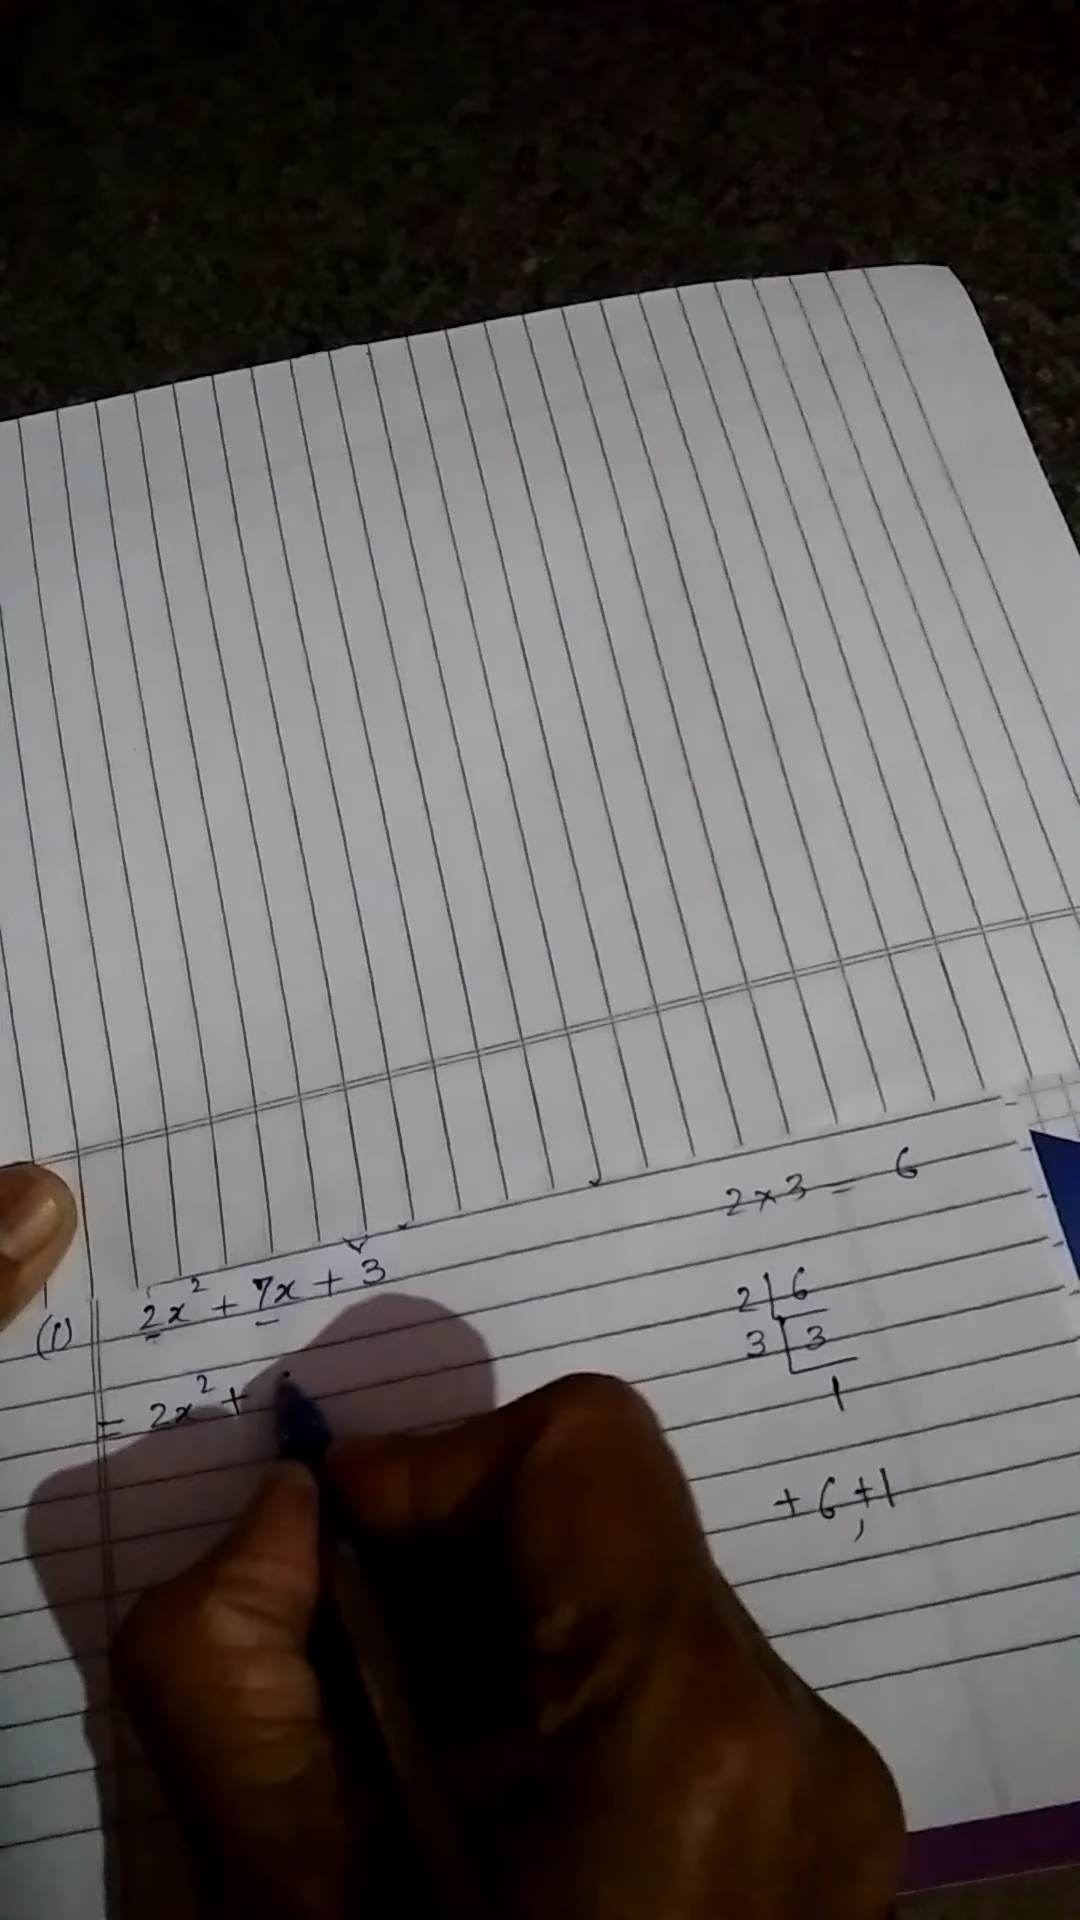 2 x 3 = 6
(1) 2x² + 7x + 3
2 | 6
3 | 3
1
= 2x² +
+ 6, + 1